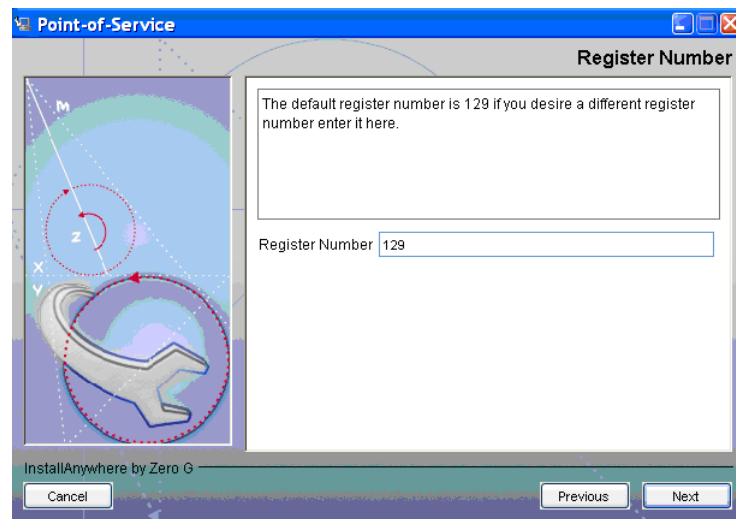 Point-of-Service
Register Number
M
Z
X
Y
The default register number is 129 if you desire a different register
number enter it here.
Register Number 129
InstallAnywhere by Zero G
Cancel Previous Next